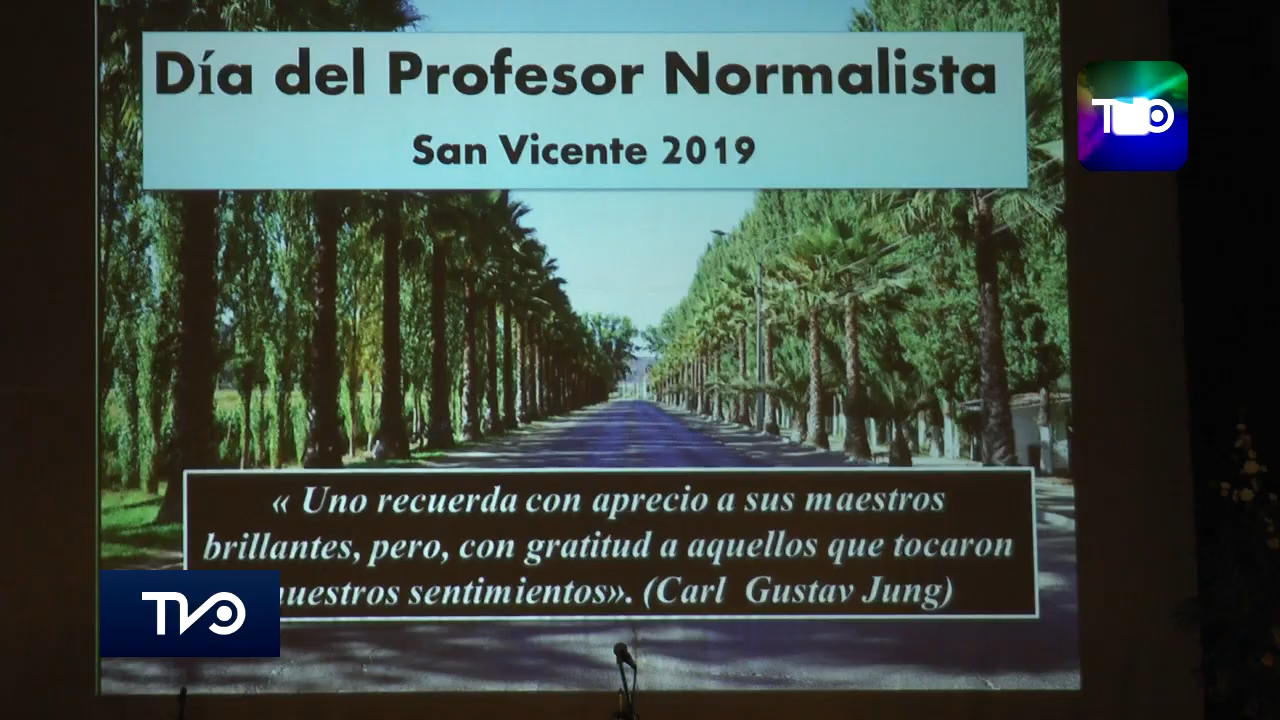 Día del Profesor Normalista
San Vicente 2019
TVO
« Uno recuerda con aprecio a sus maestros
brillantes, pero, con gratitud a aquellos que tocaron
nuestros sentimientos». (Carl Gustav Jung)
TVO